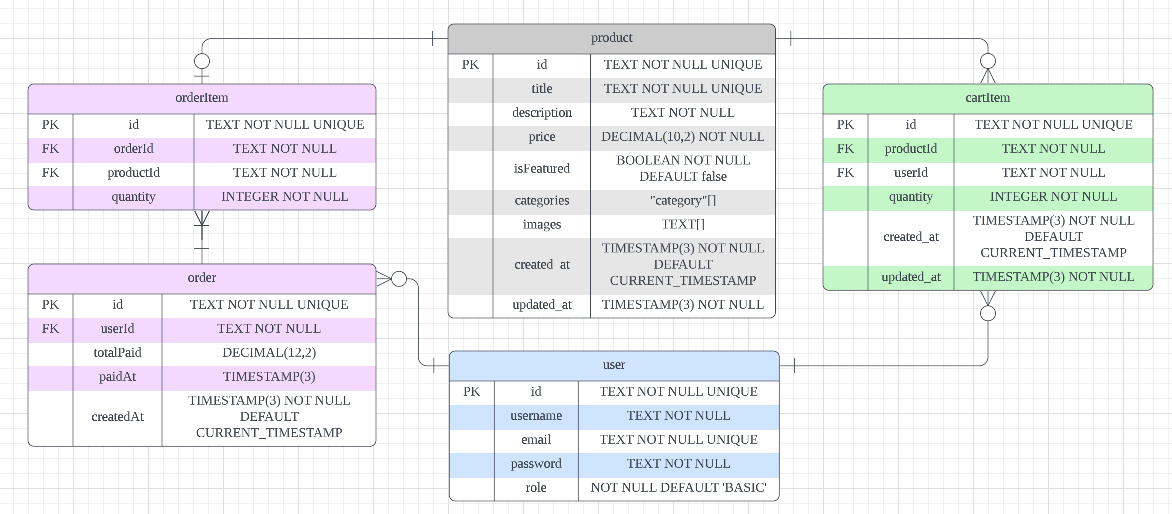 product
PK id TEXT NOT NULL UNIQUE
title TEXT NOT NULL UNIQUE
description TEXT NOT NULL
price DECIMAL(10,2) NOT NULL
isFeatured BOOLEAN NOT NULL
DEFAULT false
categories "category"[]
images TEXT[]
created_at TIMESTAMP(3) NOT NULL
DEFAULT
CURRENT_TIMESTAMP
updated_at TIMESTAMP(3) NOT NULL
orderItem
PK id TEXT NOT NULL UNIQUE
FK orderId TEXT NOT NULL
FK productId TEXT NOT NULL
quantity INTEGER NOT NULL
cartItem
PK id TEXT NOT NULL UNIQUE
FK productId TEXT NOT NULL
FK userId TEXT NOT NULL
quantity INTEGER NOT NULL
created_at TIMESTAMP(3) NOT NULL
DEFAULT
CURRENT_TIMESTAMP
updated_at TIMESTAMP(3) NOT NULL
order
PK id TEXT NOT NULL UNIQUE
FK userId TEXT NOT NULL
totalPaid DECIMAL(12,2)
paidAt TIMESTAMP(3)
createdAt TIMESTAMP(3) NOT NULL
DEFAULT
CURRENT_TIMESTAMP
user
PK id TEXT NOT NULL UNIQUE
username TEXT NOT NULL
email TEXT NOT NULL UNIQUE
password TEXT NOT NULL
role NOT NULL DEFAULT 'BASIC'